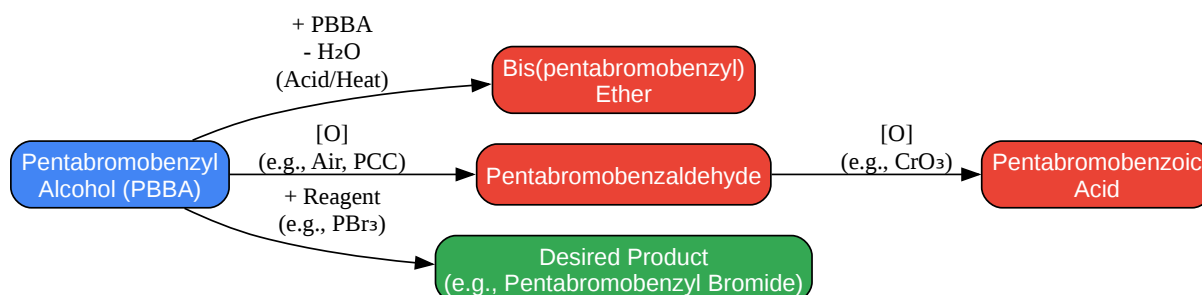 + PBBA
- H₂O
(Acid/Heat)
Bis(pentabromobenzyl)
Ether
Pentabromobenzyl
Alcohol (PBBA)
[O]
(e.g., Air, PCC)
Pentabromobenzaldehyde
[O]
(e.g., CrO₃)
Pentabromobenzoic
Acid
+ Reagent
(e.g., PBr₃)
Desired Product
(e.g., Pentabromobenzyl Bromide)